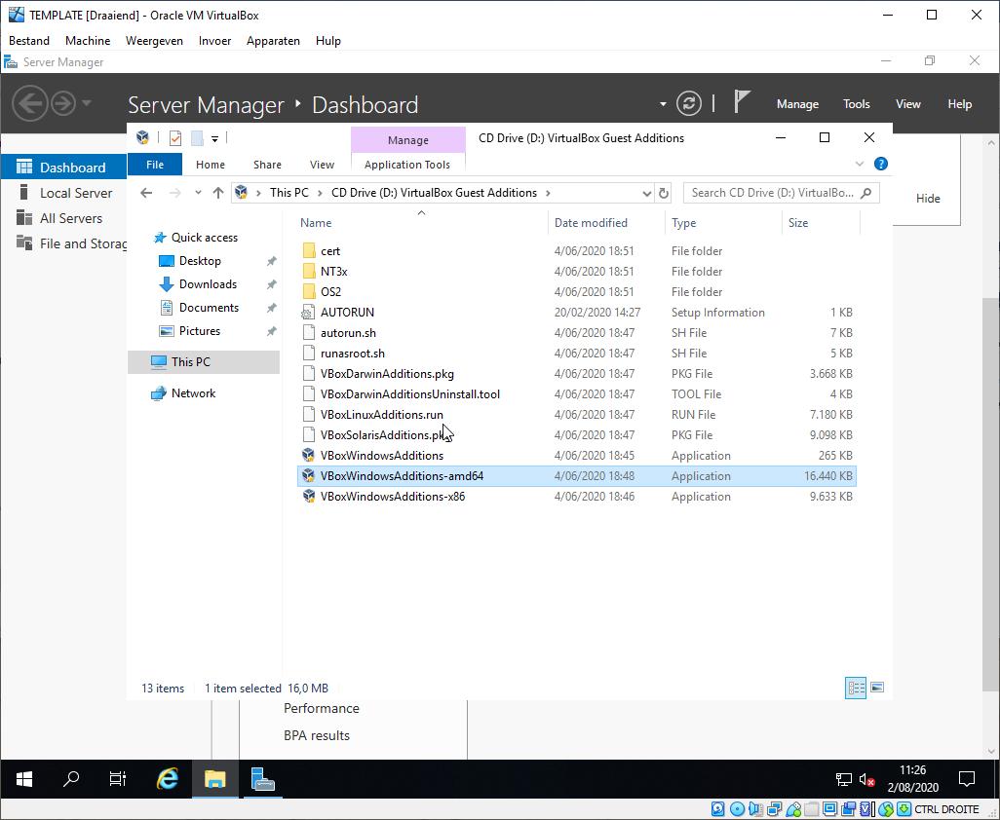 TEMPLATE [Draaiend] - Oracle VM VirtualBox
Bestand Machine Weergeven Invoer Apparaten Hulp
Server Manager
Server Manager Dashboard
Manage Tools View Help
Manage CD Drive (D:) VirtualBox Guest Additions
File Home Share View Application Tools
This PC CD Drive (D:) VirtualBox Guest Additions
Search CD Drive (D:) VirtualBo...
Dashboard
Local Server
All Servers
File and Storag
Hide
Quick access
Desktop
Downloads
Documents
Pictures
This PC
Network
Name Date modified Type Size
cert 4/06/2020 18:51 File folder
NT3x 4/06/2020 18:51 File folder
OS2 4/06/2020 18:51 File folder
AUTORUN 20/02/2020 14:27 Setup Information 1 KB
autorun.sh 4/06/2020 18:47 SH File 7 KB
runasroot.sh 4/06/2020 18:47 SH File 5 KB
VBoxDarwinAdditions.pkg 4/06/2020 18:47 PKG File 3.668 KB
VBoxDarwinAdditionsUninstall.tool 4/06/2020 18:47 TOOL File 4 KB
VBoxLinuxAdditions.run 4/06/2020 18:47 RUN File 7.180 KB
VBoxSolarisAdditions.pk 4/06/2020 18:47 PKG File 9.098 KB
VBoxWindowsAdditions 4/06/2020 18:45 Application 265 KB
VBoxWindowsAdditions-amd64 4/06/2020 18:48 Application 16.440 KB
VBoxWindowsAdditions-x86 4/06/2020 18:46 Application 9.633 KB
13 items 1 item selected 16,0 MB
Performance
BPA results
11:26
2/08/2020
CTRL DROITE